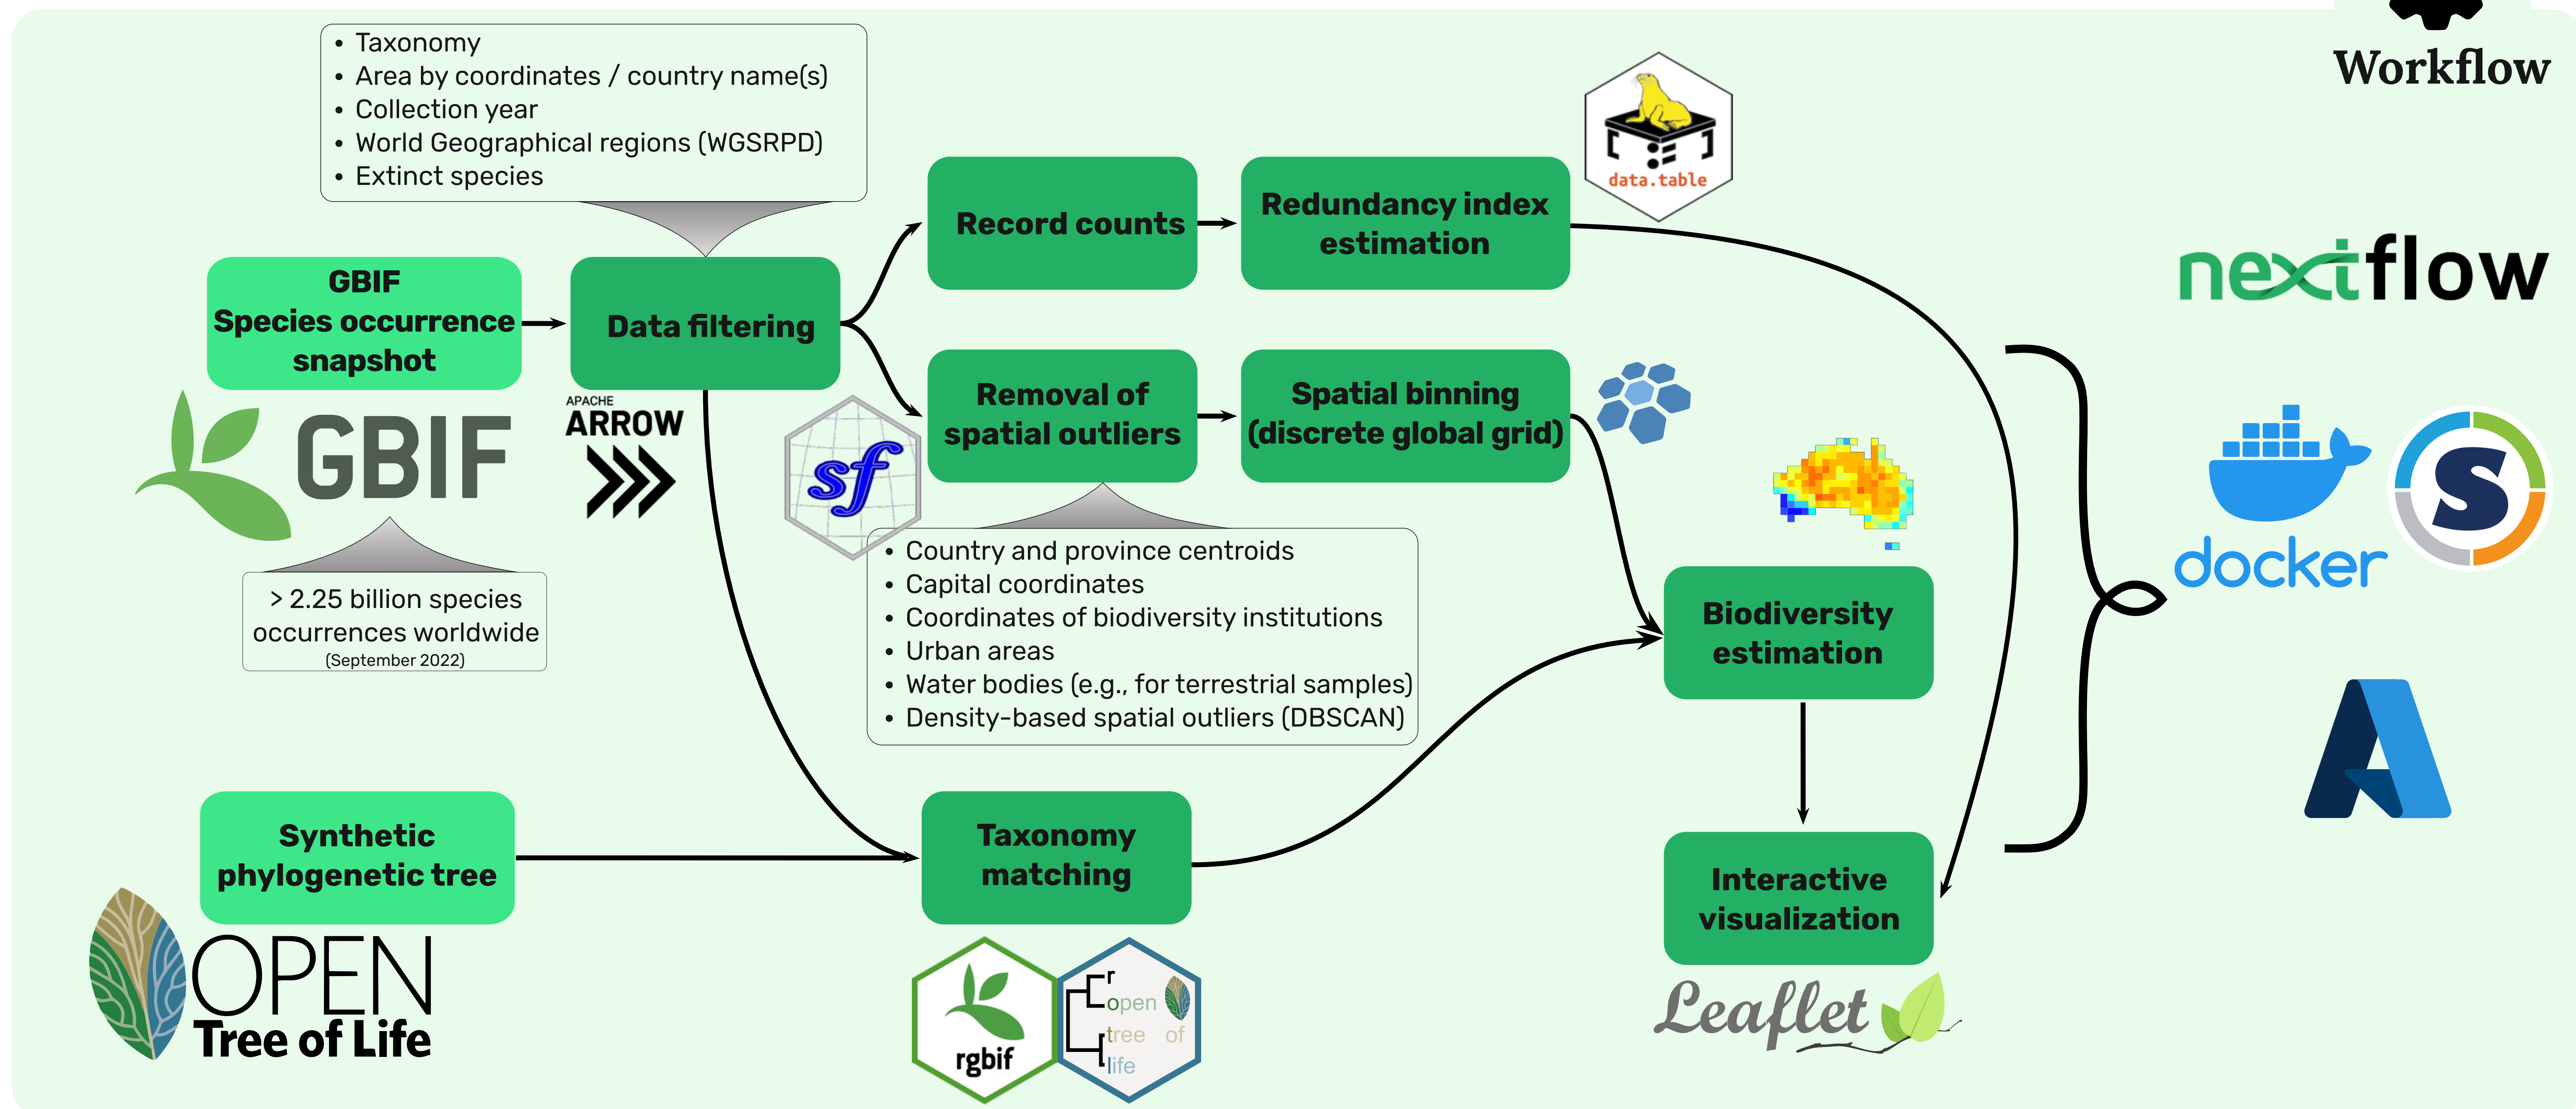 Workflow
• Taxonomy
• Area by coordinates / country name(s)
• Collection year
• World Geographical regions (WGSRPD)
• Extinct species
data.table
Record counts
Redundancy index
estimation
nextflow
GBIF
Species occurrence
snapshot
Data filtering
Removal of
spatial outliers
Spatial binning
(discrete global grid)
GBIF
APACHE
ARROW
sf
S
docker
> 2.25 billion species
occurrences worldwide
(September 2022)
• Country and province centroids
• Capital coordinates
• Coordinates of biodiversity institutions
• Urban areas
• Water bodies (e.g., for terrestrial samples)
• Density-based spatial outliers (DBSCAN)
Biodiversity
estimation
Synthetic
phylogenetic tree
Taxonomy
matching
Interactive
visualization
OPEN
Tree of Life
rgbif
r
open
tree of
life
Leaflet